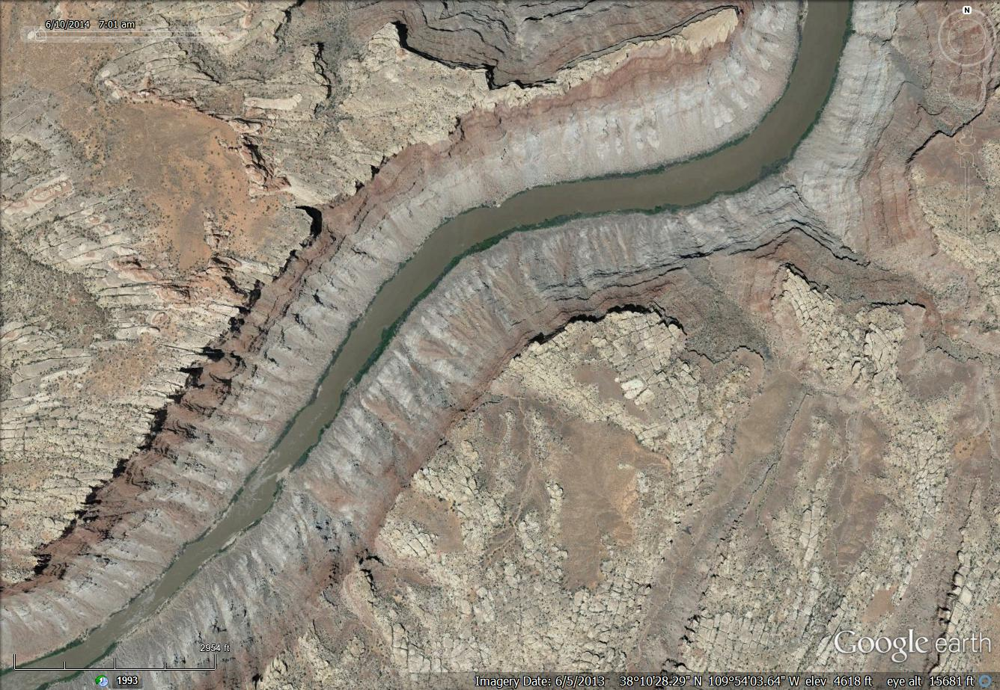 N
6/10/2014 7:01 am
2954 ft
Google earth
1993
Imagery Date: 6/5/2013 38°10'28.29" N 109°54'03.64" W elev 4618 ft eye alt 15681 ft